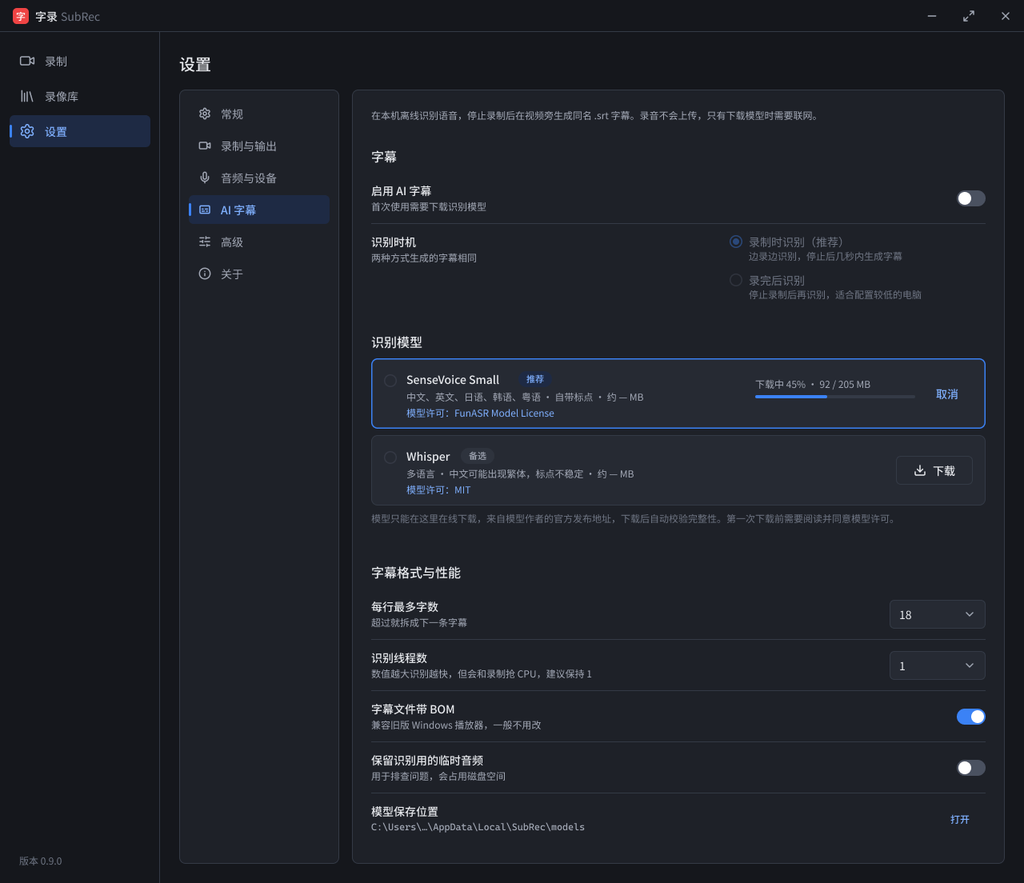 字 字录 SubRec
录制
录像库
设置
版本 0.9.0
设置
常规
录制与输出
音频与设备
AI 字幕
高级
关于
在本机离线识别语音，停止录制后在视频旁生成同名 .srt 字幕。录音不会上传，只有下载模型时需要联网。
字幕
启用 AI 字幕
首次使用需要下载识别模型
识别时机
两种方式生成的字幕相同
录制时识别（推荐）
边录边识别，停止后几秒内生成字幕
录完后识别
停止录制后再识别，适合配置较低的电脑
识别模型
SenseVoice Small 推荐
中文、英文、日语、韩语、粤语 • 自带标点 • 约 — MB
模型许可：FunASR Model License
下载中 45% • 92 / 205 MB
取消
Whisper 备选
多语言 • 中文可能出现繁体，标点不稳定 • 约 — MB
模型许可：MIT
下载
模型只能在这里在线下载，来自模型作者的官方发布地址，下载后自动校验完整性。第一次下载前需要阅读并同意模型许可。
字幕格式与性能
每行最多字数
超过就拆成下一条字幕
18
识别线程数
数值越大识别越快，但会和录制抢 CPU，建议保持 1
1
字幕文件带 BOM
兼容旧版 Windows 播放器，一般不用改
保留识别用的临时音频
用于排查问题，会占用磁盘空间
模型保存位置
C:\Users\…\AppData\Local\SubRec\models
打开